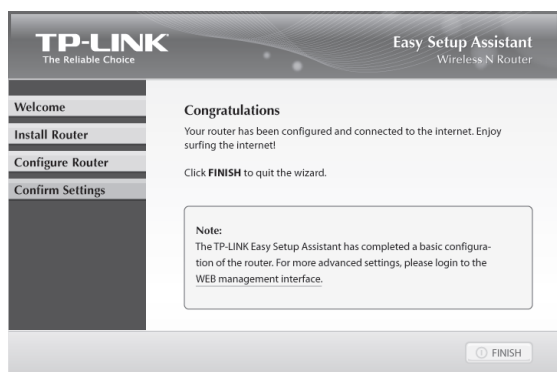 TP-LINK
The Reliable Choice
Easy Setup Assistant
Wireless N Router
Welcome
Install Router
Configure Router
Confirm Settings
Congratulations
Your router has been configured and connected to the internet. Enjoy
surfing the internet!
Click FINISH to quit the wizard.
Note:
The TP-LINK Easy Setup Assistant has completed a basic configura-
tion of the router. For more advanced settings, please login to the
WEB management interface.
FINISH